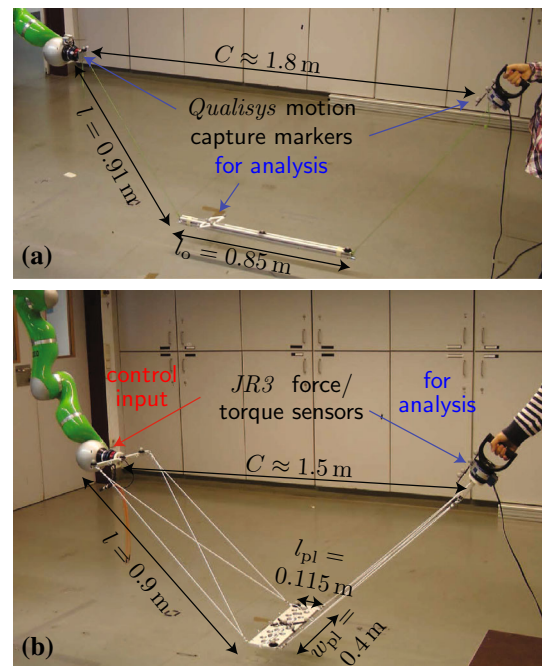 C ≈ 1.8 m
Qualisys motion
capture markers
for analysis
l = 0.91 m
l_o = 0.85 m
(a)
control
input
JR3 force/
torque sensors
for
analysis
C ≈ 1.5 m
l = 0.9 m
l_pl =
0.115 m
w_pl =
0.4 m
(b)